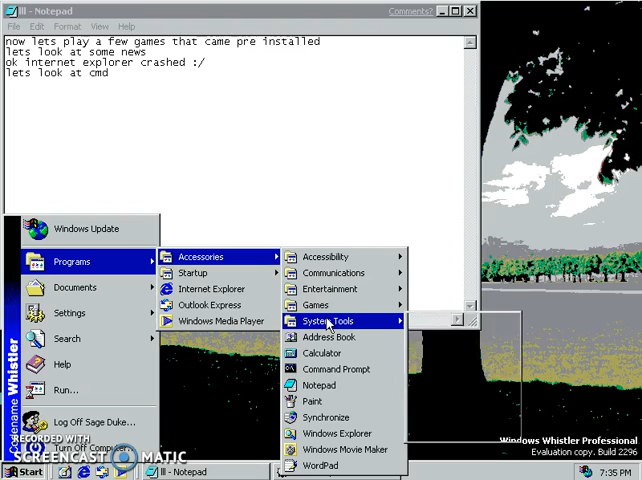 lll - Notepad
Comments?
File Edit Format View Help
now lets play a few games that came pre installed
lets look at some news
ok internet explorer crashed :/
lets look at cmd
Windows Update
Programs
Documents
Settings
Search
Help
Run...
Log Off Sage Duke...
Turn Off Computer...
Codename Whistler
Accessories
Startup
Internet Explorer
Outlook Express
Windows Media Player
Accessibility
Communications
Entertainment
Games
System Tools
Address Book
Calculator
Command Prompt
Notepad
Paint
Synchronize
Windows Explorer
Windows Movie Maker
WordPad
RECORDED WITH
SCREENCAST MATIC
Windows Whistler Professional
Evaluation copy. Build 2296
Start
lll - Notepad
7:35 PM